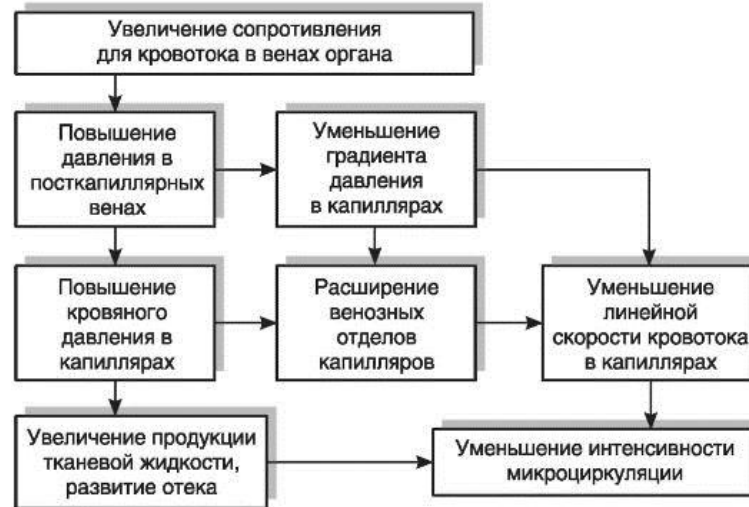 Увеличение сопротивления
для кровотока в венах органа
Повышение
давления в
посткапиллярных
венах
Уменьшение
градиента
давления
в капиллярах
Повышение
кровяного
давления в
капиллярах
Расширение
венозных
отделов
капилляров
Уменьшение
линейной
скорости кровотока
в капиллярах
Увеличение продукции
тканевой жидкости,
развитие отека
Уменьшение интенсивности
микроциркуляции